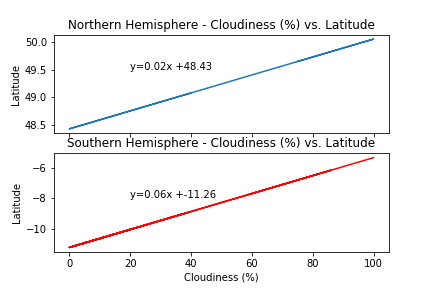 Northern Hemisphere - Cloudiness (%) vs. Latitude
50.0
49.5
49.0
48.5
Latitude
y=0.02x +48.43
Southern Hemisphere - Cloudiness (%) vs. Latitude
−6
−8
−10
Latitude
y=0.06x +-11.26
0 20 40 60 80 100
Cloudiness (%)